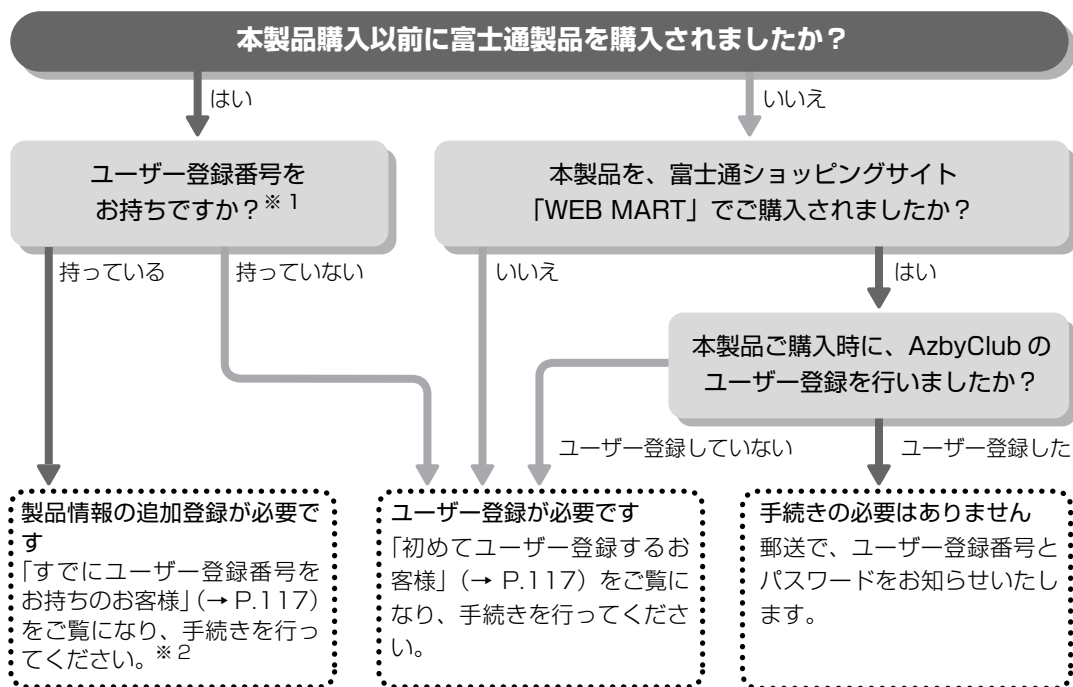 本製品購入以前に富士通製品を購入されましたか？
はい
いいえ
ユーザー登録番号を
お持ちですか？※1
本製品を、富士通ショッピングサイト
「WEB MART」でご購入されましたか？
持っている
持っていない
いいえ
はい
本製品ご購入時に、AzbyClub の
ユーザー登録を行いましたか？
ユーザー登録していない
ユーザー登録した
製品情報の追加登録が必要で
す
「すでにユーザー登録番号を
お持ちのお客様」（→ P.117）
をご覧になり、手続きを行っ
てください。※2
ユーザー登録が必要です
「初めてユーザー登録するお
客様」（→ P.117）をご覧に
なり、手続きを行ってくださ
い。
手続きの必要はありません
郵送で、ユーザー登録番号と
パスワードをお知らせいたし
ます。